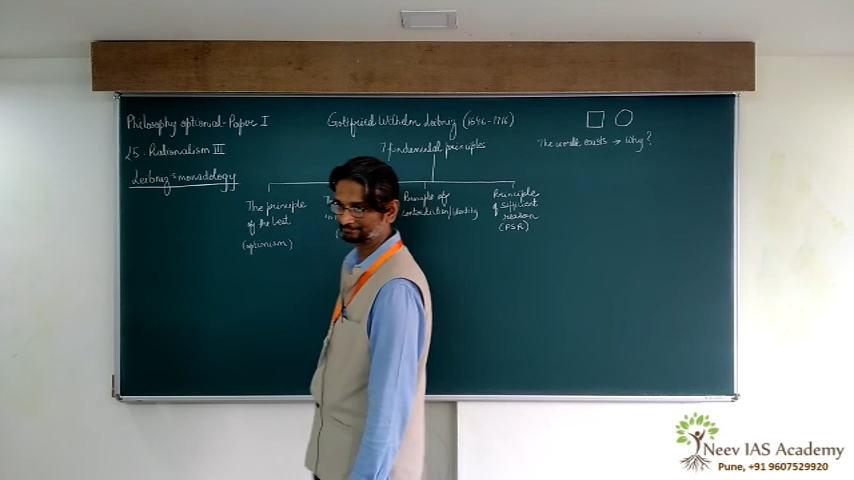 Philosophy optional - Paper I
Gottfried Wilhelm Leibniz (1646-1716)
L5: Rationalism III
7 fundamental principles
The world exists → Why?
Leibniz's monadology
The principle
of the best
(optimism)
Principle of
contradiction/identity
Principle
of sufficient
reason
(PSR)
Neev IAS Academy
Pune, +91 9607529920